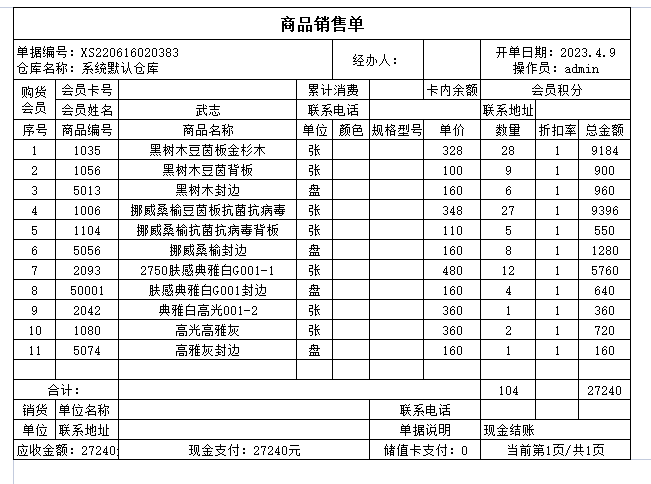 商品销售单
单据编号：XS220616020383 经办人： 开单日期：2023.4.9
仓库名称：系统默认仓库 操作员：admin
购货会员 会员卡号 累计消费 卡内余额 会员积分
会员姓名 武志 联系电话 联系地址
序号 商品编号 商品名称 单位 颜色 规格型号 单价 数量 折扣率 总金额
1 1035 黑树木豆茵板金杉木 张 328 28 1 9184
2 1056 黑树木豆茵背板 张 100 9 1 900
3 5013 黑树木封边 盘 160 6 1 960
4 1006 挪威桑榆豆茵板抗菌抗病毒 张 348 27 1 9396
5 1104 挪威桑榆抗菌抗病毒背板 张 110 5 1 550
6 5056 挪威桑榆封边 盘 160 8 1 1280
7 2093 2750肤感典雅白G001-1 张 480 12 1 5760
8 50001 肤感典雅白G001封边 盘 160 4 1 640
9 2042 典雅白高光001-2 张 360 1 1 360
10 1080 高光高雅灰 张 360 2 1 720
11 5074 高雅灰封边 盘 160 1 1 160
合计： 104 27240
销货单位 单位名称 联系电话
联系地址 单据说明 现金结账
应收金额：27240 现金支付：27240元 储值卡支付：0 当前第1页/共1页